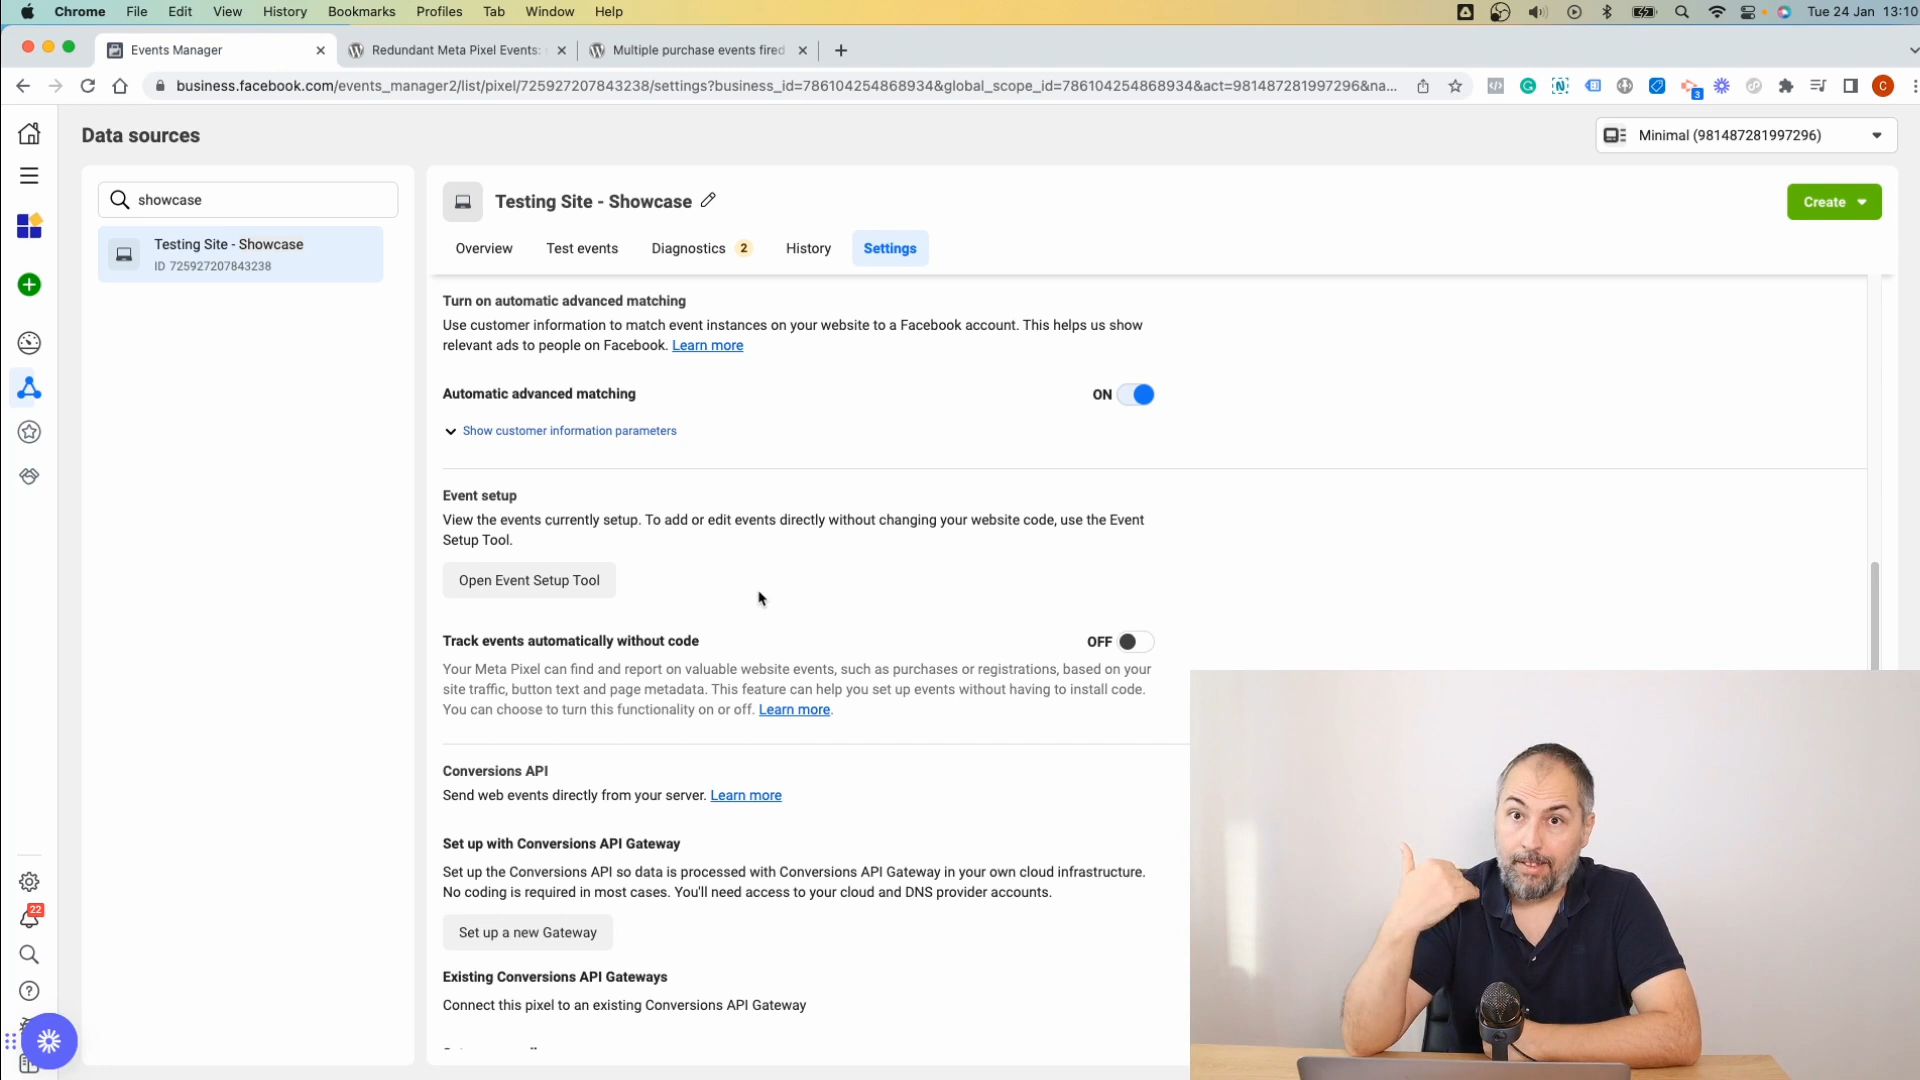 Chrome File Edit View History Bookmarks Profiles Tab Window Help
Tue 24 Jan 13:10
Events Manager
Redundant Meta Pixel Events:
Multiple purchase events fired
business.facebook.com/events_manager2/list/pixel/725927207843238/settings?business_id=786104254868934&global_scope_id=786104254868934&act=981487281997296&na...
3
C
Data sources
Minimal (981487281997296)
showcase
Testing Site - Showcase
ID 725927207843238
Testing Site - Showcase
Create
Overview Test events Diagnostics 2 History Settings
Turn on automatic advanced matching
Use customer information to match event instances on your website to a Facebook account. This helps us show
relevant ads to people on Facebook. Learn more
Automatic advanced matching
ON
Show customer information parameters
Event setup
View the events currently setup. To add or edit events directly without changing your website code, use the Event
Setup Tool.
Open Event Setup Tool
Track events automatically without code
OFF
Your Meta Pixel can find and report on valuable website events, such as purchases or registrations, based on your
site traffic, button text and page metadata. This feature can help you set up events without having to install code.
You can choose to turn this functionality on or off. Learn more.
Conversions API
Send web events directly from your server. Learn more
Set up with Conversions API Gateway
Set up the Conversions API so data is processed with Conversions API Gateway in your own cloud infrastructure.
No coding is required in most cases. You'll need access to your cloud and DNS provider accounts.
Set up a new Gateway
Existing Conversions API Gateways
Connect this pixel to an existing Conversions API Gateway
22